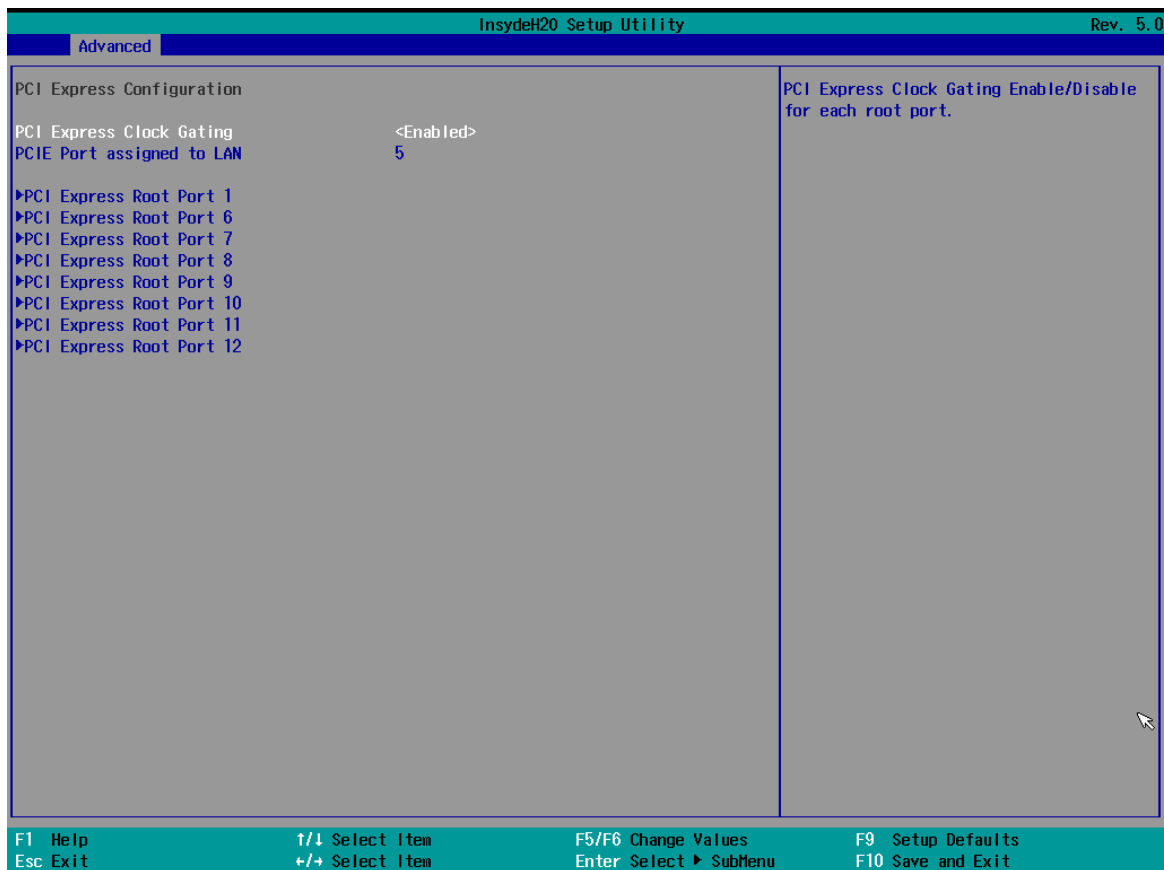 InsydeH2O Setup Utility Rev. 5.0
Advanced
PCI Express Configuration
PCI Express Clock Gating <Enabled>
PCIE Port assigned to LAN 5
▶PCI Express Root Port 1
▶PCI Express Root Port 6
▶PCI Express Root Port 7
▶PCI Express Root Port 8
▶PCI Express Root Port 9
▶PCI Express Root Port 10
▶PCI Express Root Port 11
▶PCI Express Root Port 12
PCI Express Clock Gating Enable/Disable
for each root port.
F1 Help ↑/↓ Select Item F5/F6 Change Values F9 Setup Defaults
Esc Exit ←/→ Select Item Enter Select ▶ SubMenu F10 Save and Exit